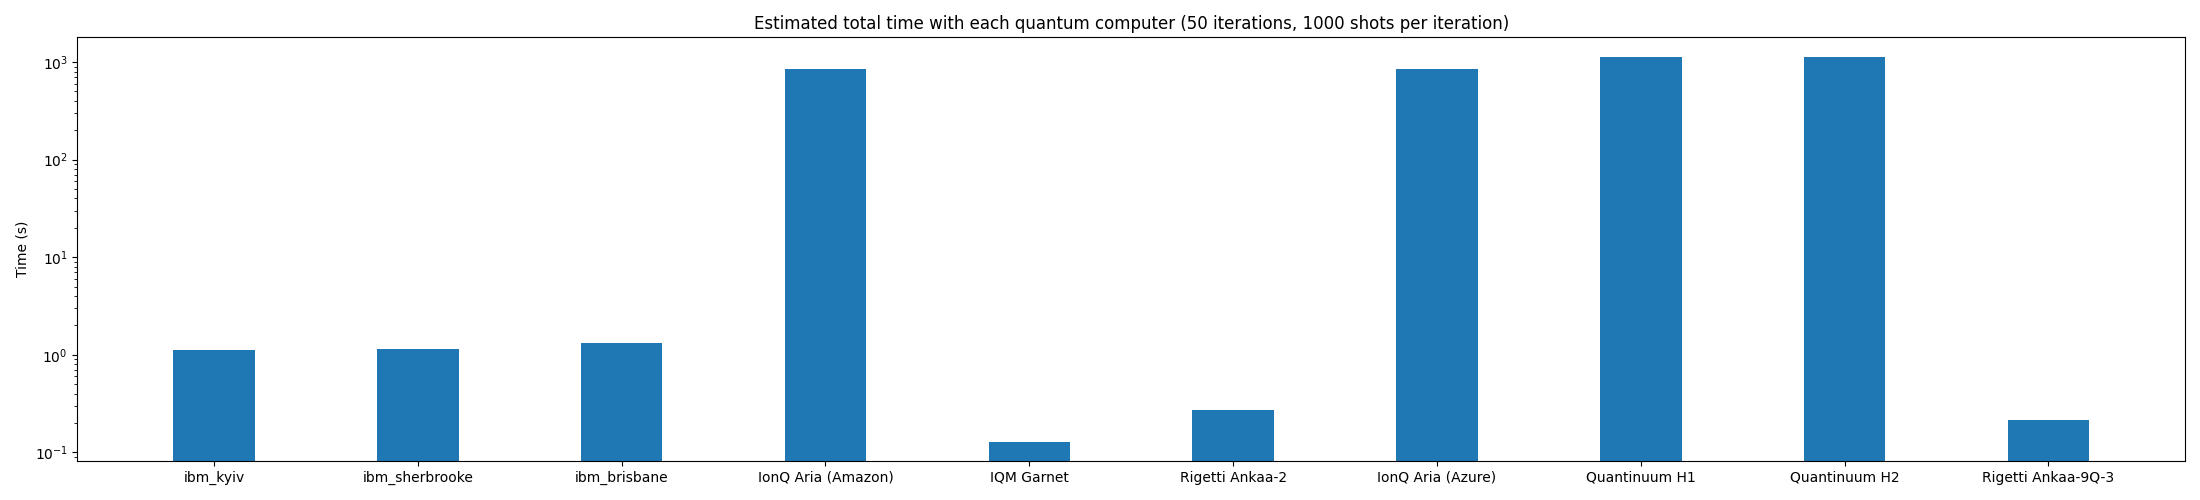 Estimated total time with each quantum computer (50 iterations, 1000 shots per iteration)
Time (s)
10³
10²
10¹
10⁰
10⁻¹
ibm_kyiv ibm_sherbrooke ibm_brisbane IonQ Aria (Amazon) IQM Garnet Rigetti Ankaa-2 IonQ Aria (Azure) Quantinuum H1 Quantinuum H2 Rigetti Ankaa-9Q-3